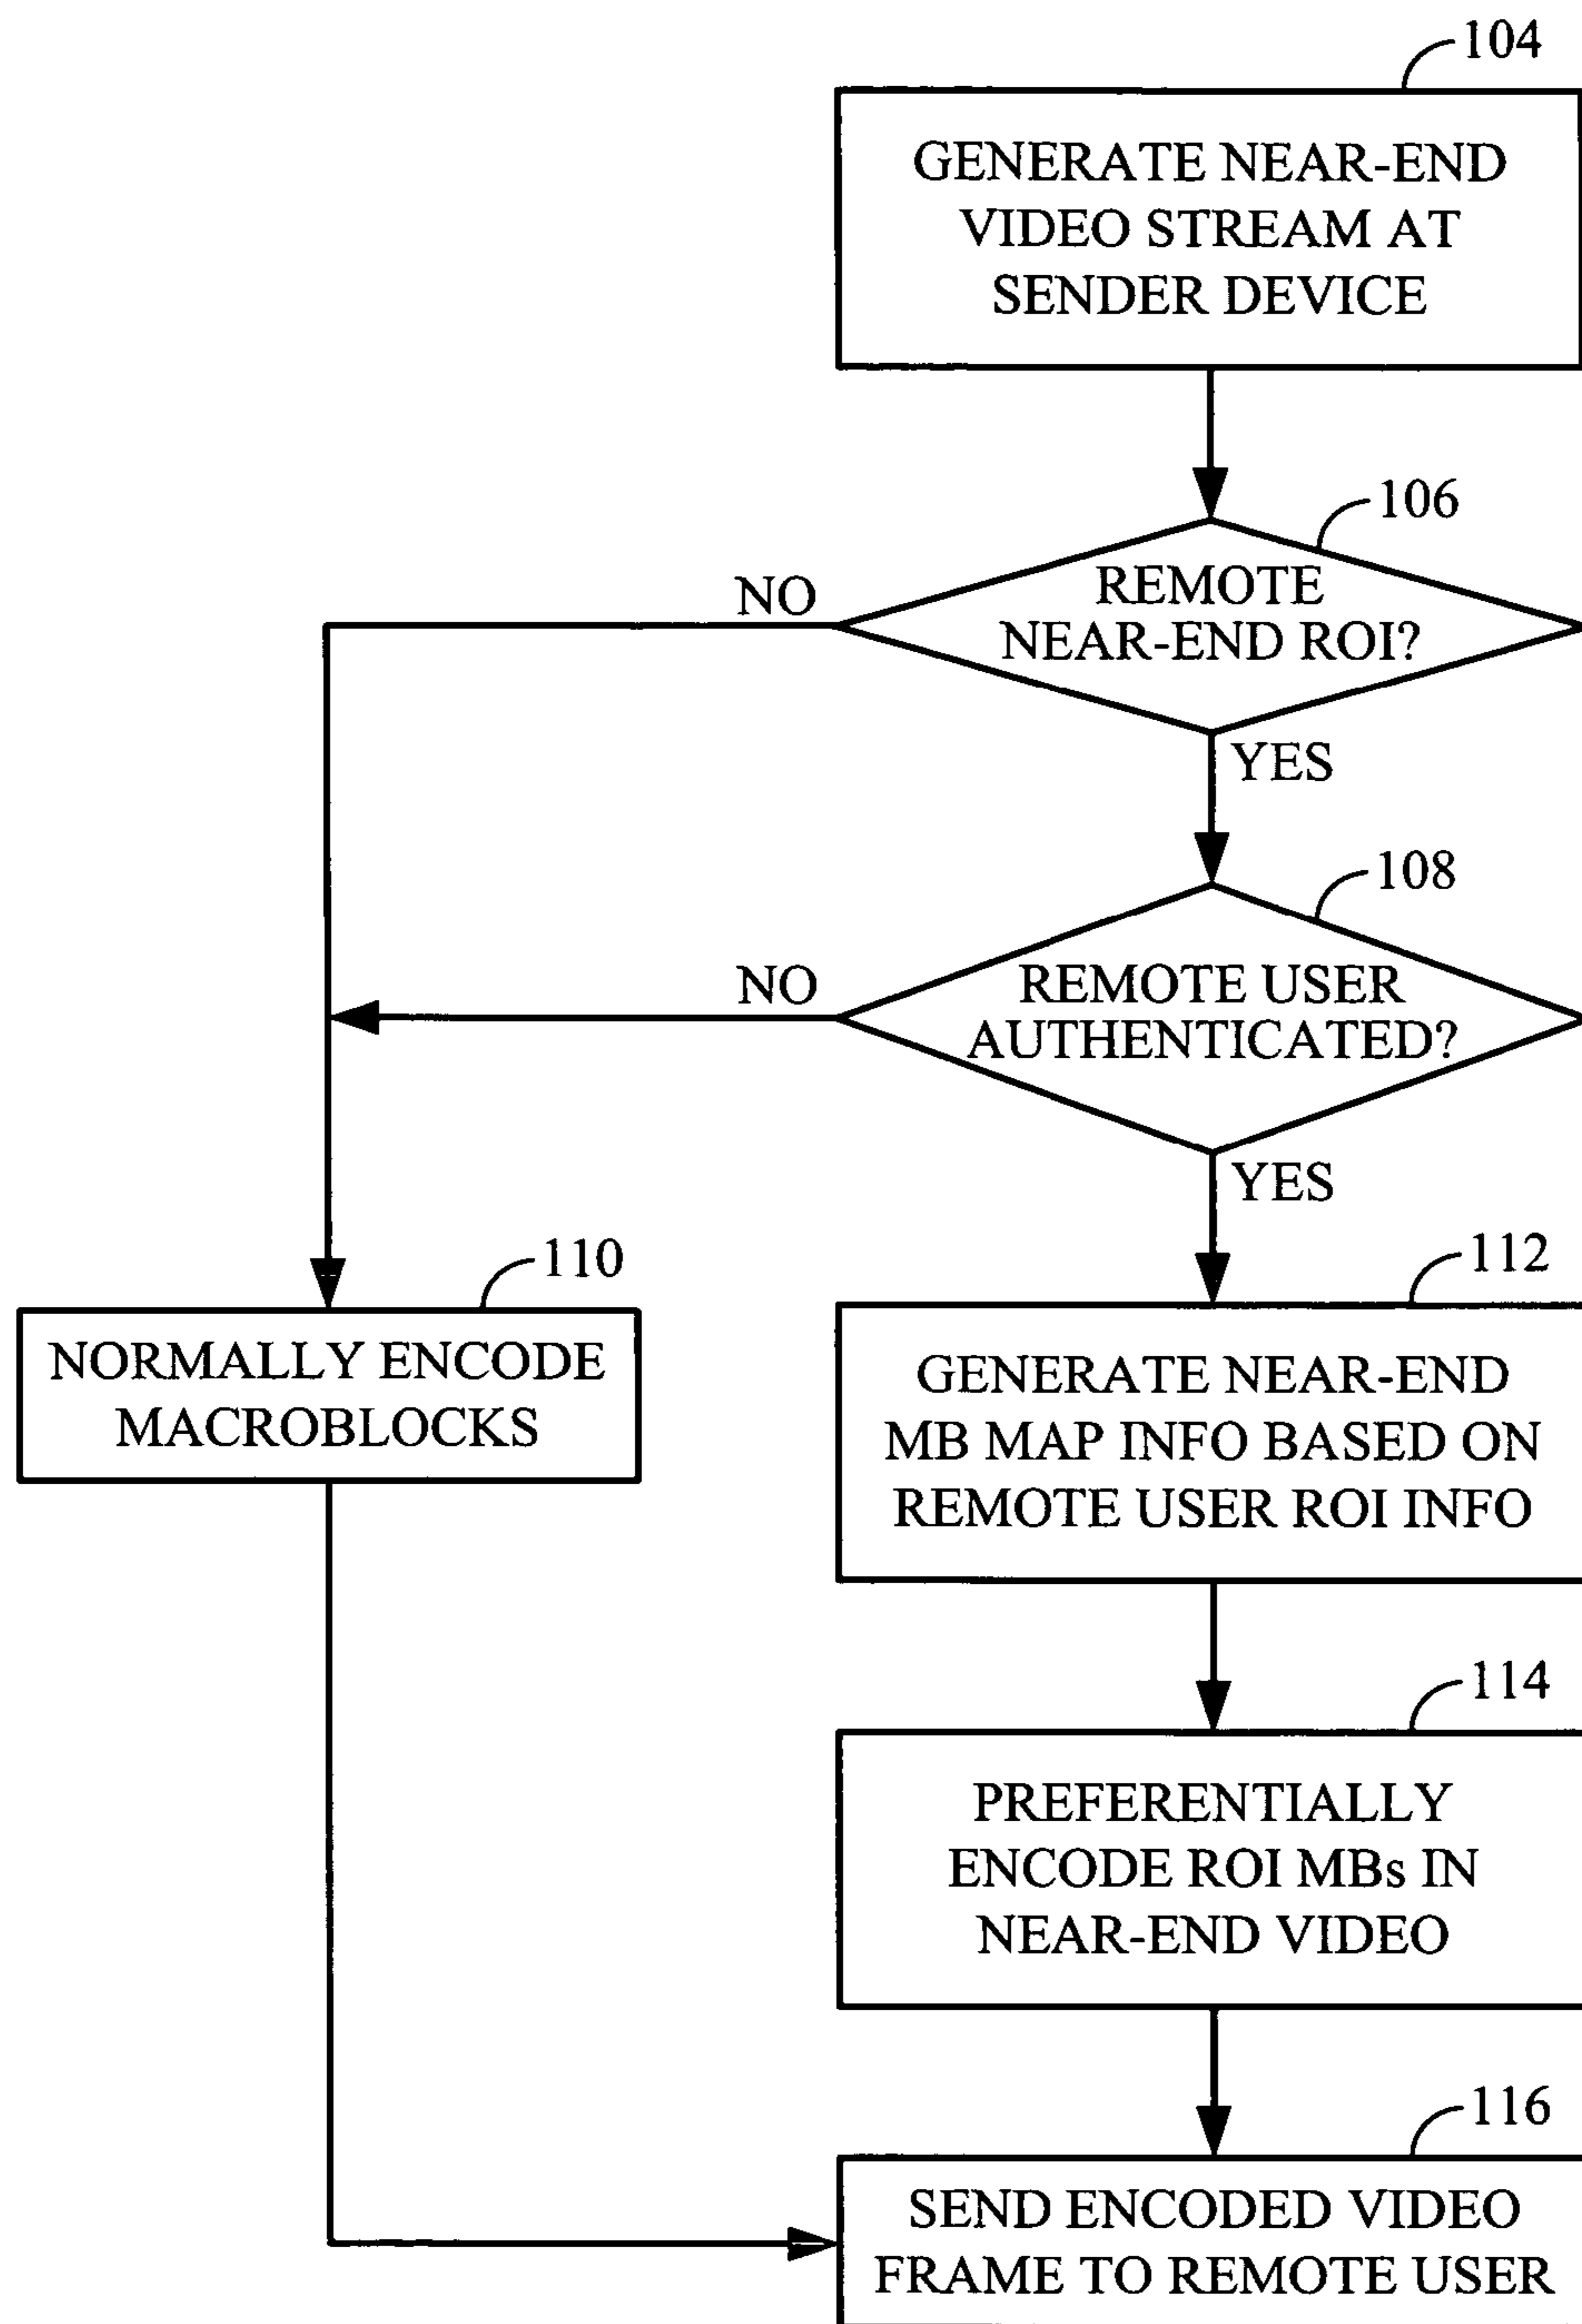 104
GENERATE NEAR-END
VIDEO STREAM AT
SENDER DEVICE
106
REMOTE
NEAR-END ROI?
NO
YES
108
REMOTE USER
AUTHENTICATED?
NO
YES
110
NORMALLY ENCODE
MACROBLOCKS
112
GENERATE NEAR-END
MB MAP INFO BASED ON
REMOTE USER ROI INFO
114
PREFERENTIALLY
ENCODE ROI MBs IN
NEAR-END VIDEO
116
SEND ENCODED VIDEO
FRAME TO REMOTE USER